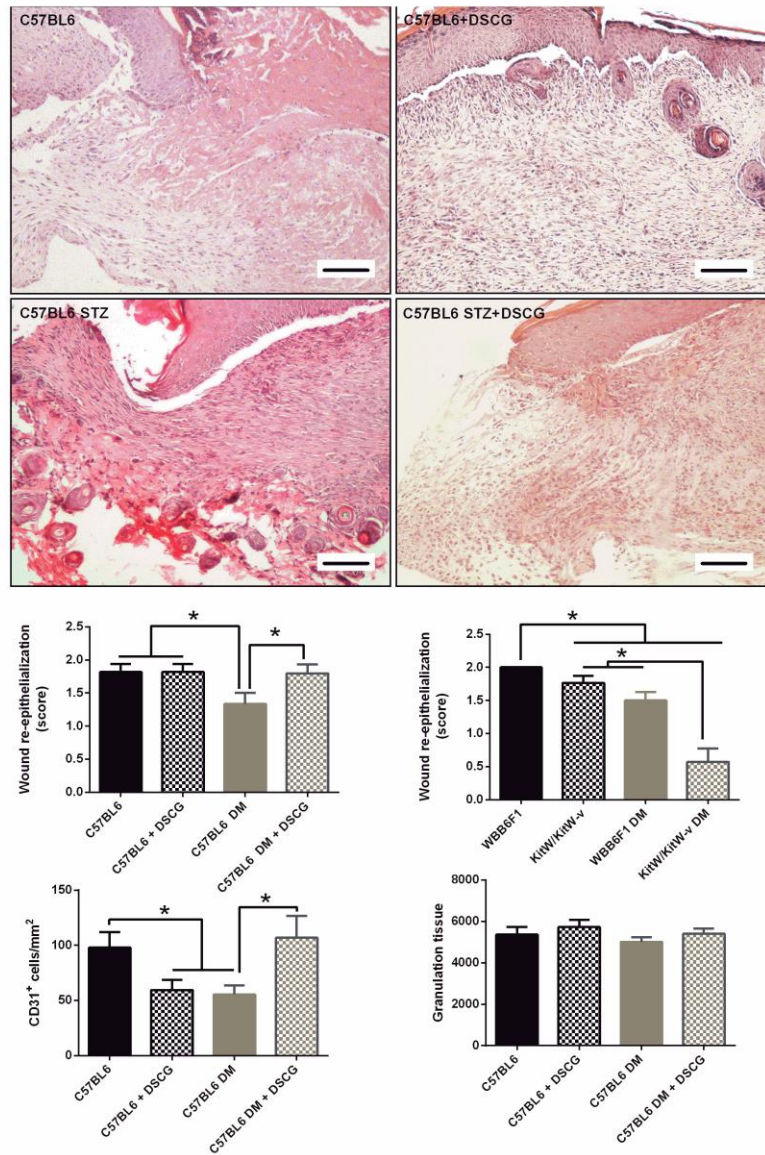 C57BL6
C57BL6+DSCG
C57BL6 STZ
C57BL6 STZ+DSCG
Wound re-epithelialization
(score)
2.5
2.0
1.5
1.0
0.5
0.0
*
*
C57BL6
C57BL6 + DSCG
C57BL6 DM
C57BL6 DM + DSCG
Wound re-epithelialization
(score)
2.5
2.0
1.5
1.0
0.5
0.0
*
*
WBB6F1
KitW/KitW-v
WBB6F1 DM
KitW/KitW-v DM
CD31+ cells/mm2
150
100
50
0
*
*
C57BL6
C57BL6 + DSCG
C57BL6 DM
C57BL6 DM + DSCG
Granulation tissue
8000
6000
4000
2000
0
C57BL6
C57BL6 + DSCG
C57BL6 DM
C57BL6 DM + DSCG